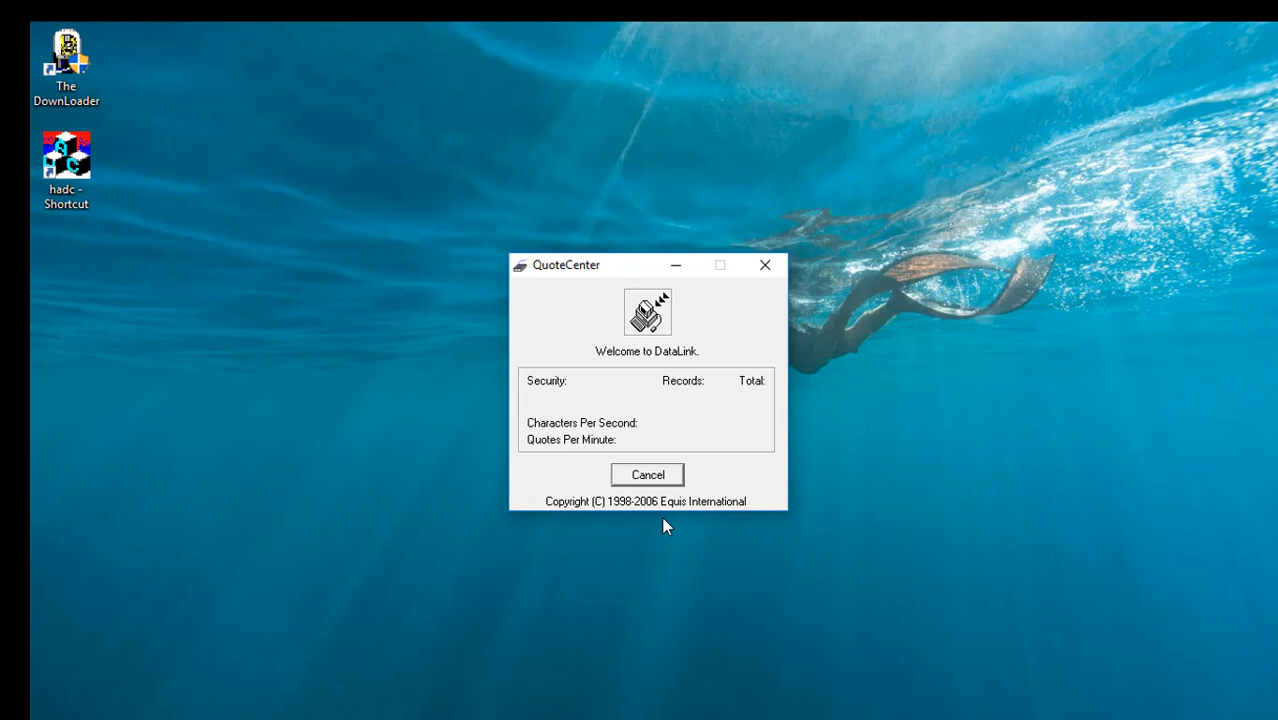 The
DownLoader
hadc -
Shortcut
QuoteCenter
Welcome to DataLink.
Security: Records: Total:
Characters Per Second:
Quotes Per Minute:
Cancel
Copyright (C) 1998-2006 Equis International